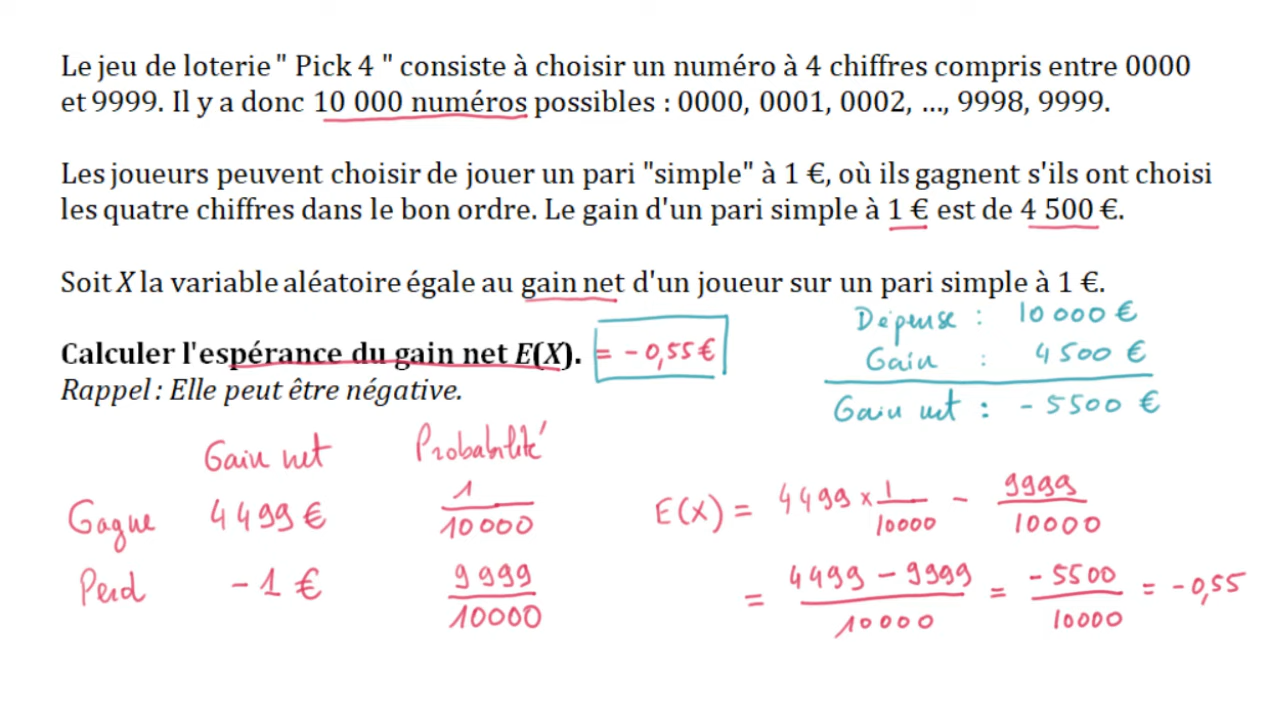 Le jeu de loterie " Pick 4 " consiste à choisir un numéro à 4 chiffres compris entre 0000
et 9999. Il y a donc 10 000 numéros possibles : 0000, 0001, 0002, ..., 9998, 9999.
Les joueurs peuvent choisir de jouer un pari "simple" à 1 €, où ils gagnent s'ils ont choisi
les quatre chiffres dans le bon ordre. Le gain d'un pari simple à 1 € est de 4 500 €.
Soit X la variable aléatoire égale au gain net d'un joueur sur un pari simple à 1 €.
Calculer l'espérance du gain net E(X). = - 0,55 €
Rappel : Elle peut être négative.
Dépense : 10 000 €
Gain : 4 500 €
Gain net : - 5500 €
Gain net Probabilité
Gagne 4499 € 1/10000
Perd - 1 € 9999/10000
E(X) = 4499 × 1/10000 - 9999/10000
= (4499 - 9999)/10000 = -5500/10000 = -0,55